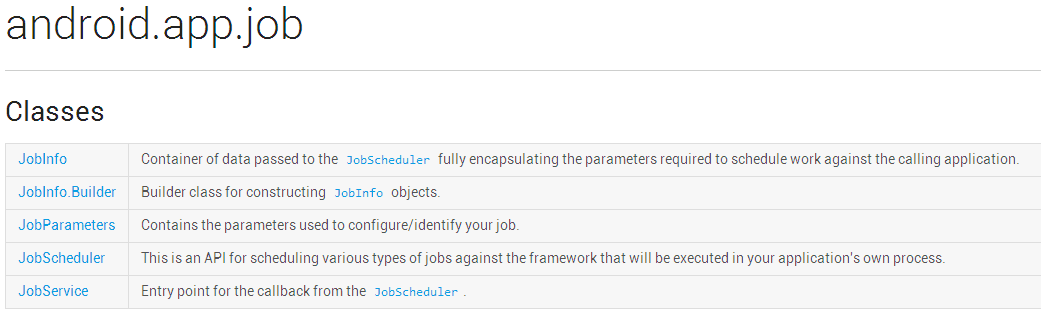 android.app.job
Classes
JobInfo Container of data passed to the JobScheduler fully encapsulating the parameters required to schedule work against the calling application.
JobInfo.Builder Builder class for constructing JobInfo objects.
JobParameters Contains the parameters used to configure/identify your job.
JobScheduler This is an API for scheduling various types of jobs against the framework that will be executed in your application's own process.
JobService Entry point for the callback from the JobScheduler .